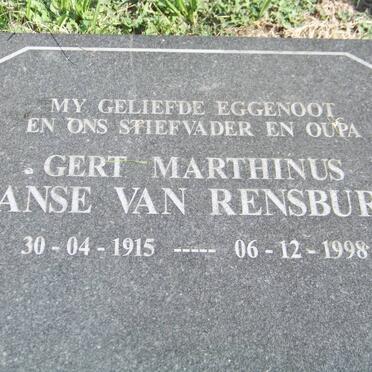 MY GELIEFDE EGGENOOT
EN ONS STIEFVADER EN OUPA
GERT MARTHINUS
ANSE VAN RENSBUR
30 - 04 - 1915 ----- 06 - 12 - 1998